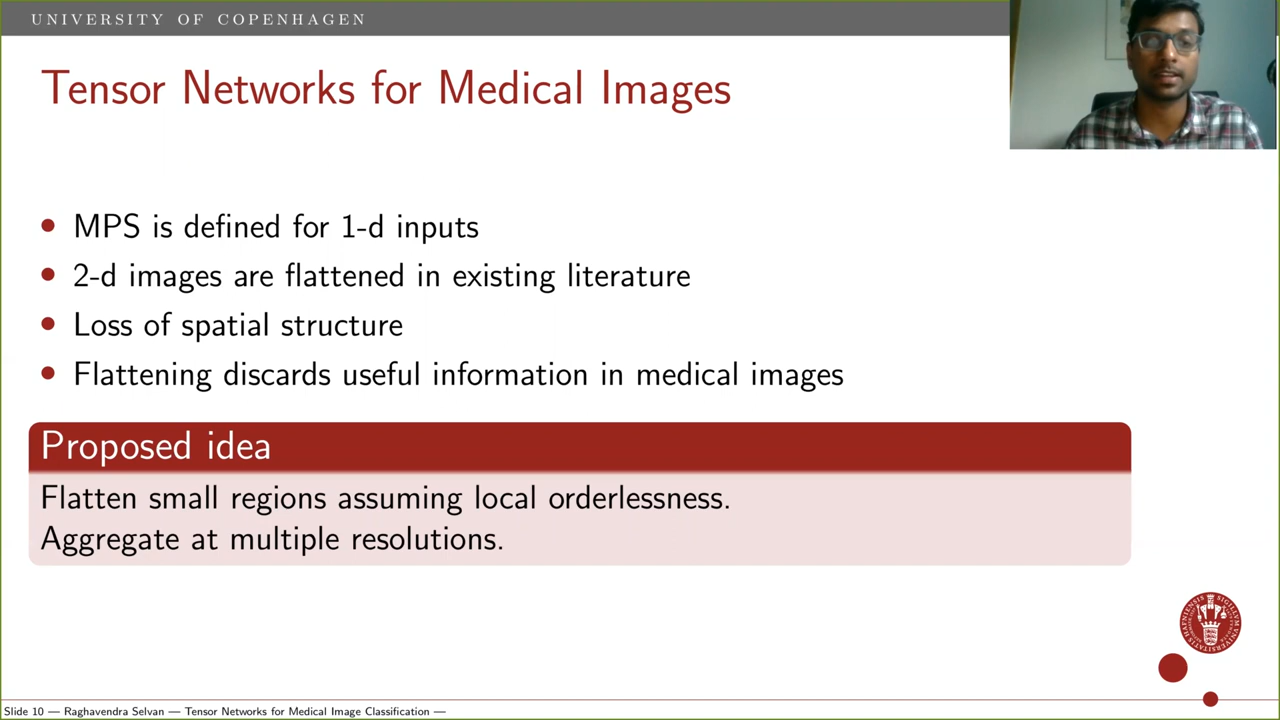 UNIVERSITY OF COPENHAGEN
Tensor Networks for Medical Images
MPS is defined for 1-d inputs
2-d images are flattened in existing literature
Loss of spatial structure
Flattening discards useful information in medical images
Proposed idea
Flatten small regions assuming local orderlessness.
Aggregate at multiple resolutions.
Slide 10 — Raghavendra Selvan — Tensor Networks for Medical Image Classification —